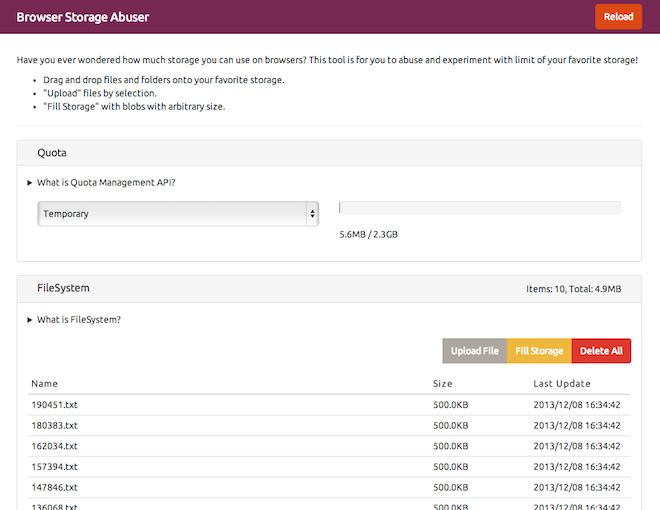 Browser Storage Abuser Reload
Have you ever wondered how much storage you can use on browsers? This tool is for you to abuse and experiment with limit of your favorite storage!
• Drag and drop files and folders onto your favorite storage.
• "Upload" files by selection.
• "Fill Storage" with blobs with arbitrary size.
Quota
What is Quota Management API?
Temporary
5.6MB / 2.3GB
FileSystem Items: 10, Total: 4.9MB
What is FileSystem?
Upload File Fill Storage Delete All
Name Size Last Update
190451.txt 500.0KB 2013/12/08 16:34:42
180383.txt 500.0KB 2013/12/08 16:34:42
162034.txt 500.0KB 2013/12/08 16:34:42
157394.txt 500.0KB 2013/12/08 16:34:42
147846.txt 500.0KB 2013/12/08 16:34:42
136068.txt 500.0KB 2013/12/08 16:34:42